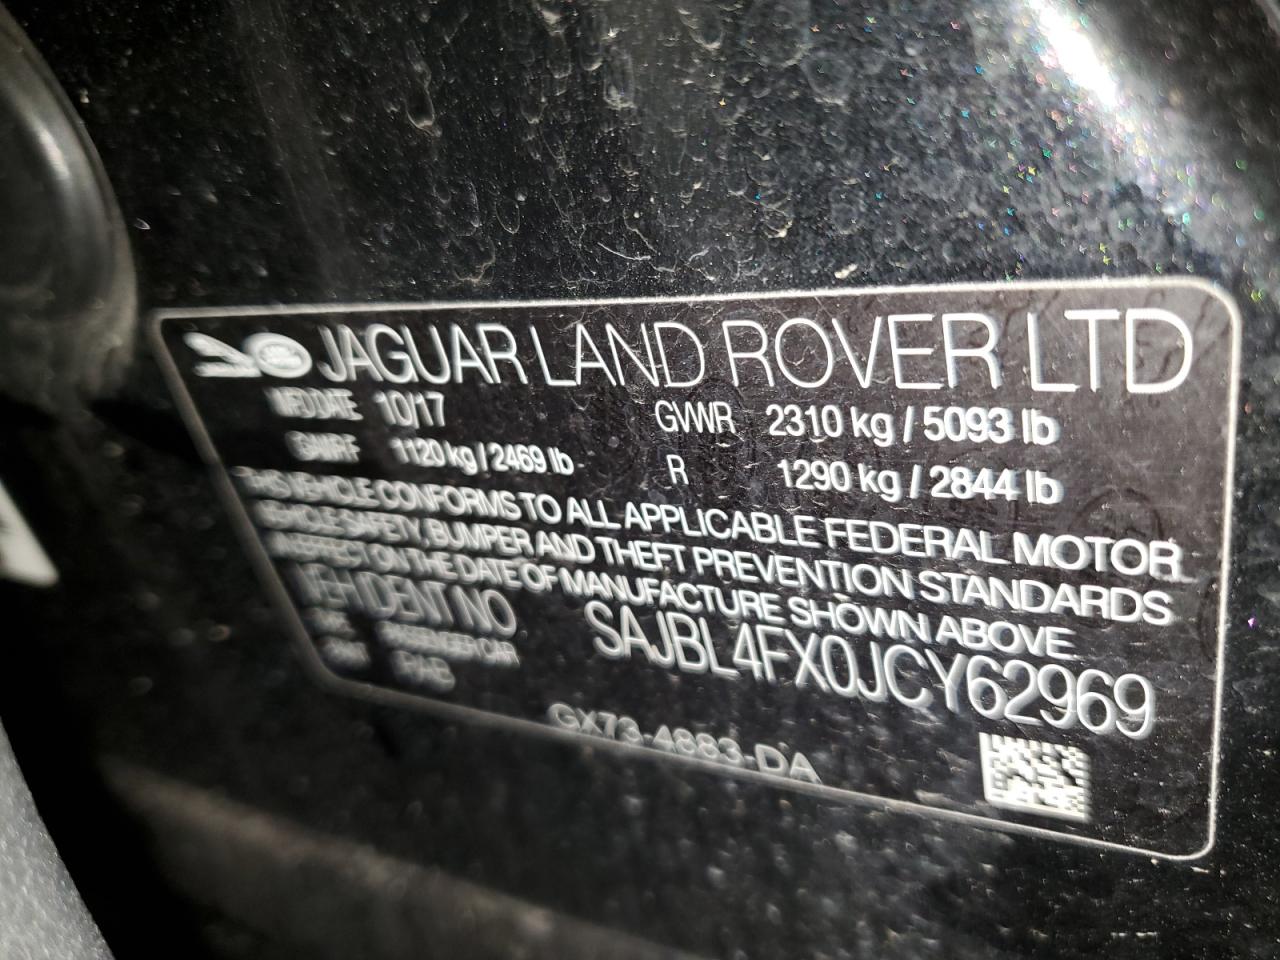 JAGUAR LAND ROVER LTD
MFD DATE 10/17 GVWR 2310 kg / 5093 lb
GAWR F 1120 kg / 2469 lb R 1290 kg / 2844 lb
THIS VEHICLE CONFORMS TO ALL APPLICABLE FEDERAL MOTOR
VEHICLE SAFETY, BUMPER AND THEFT PREVENTION STANDARDS
IN EFFECT ON THE DATE OF MANUFACTURE SHOWN ABOVE
VEH IDENT NO SAJBL4FX0JCY62969
PASSENGER CAR
GX73-4883-DA